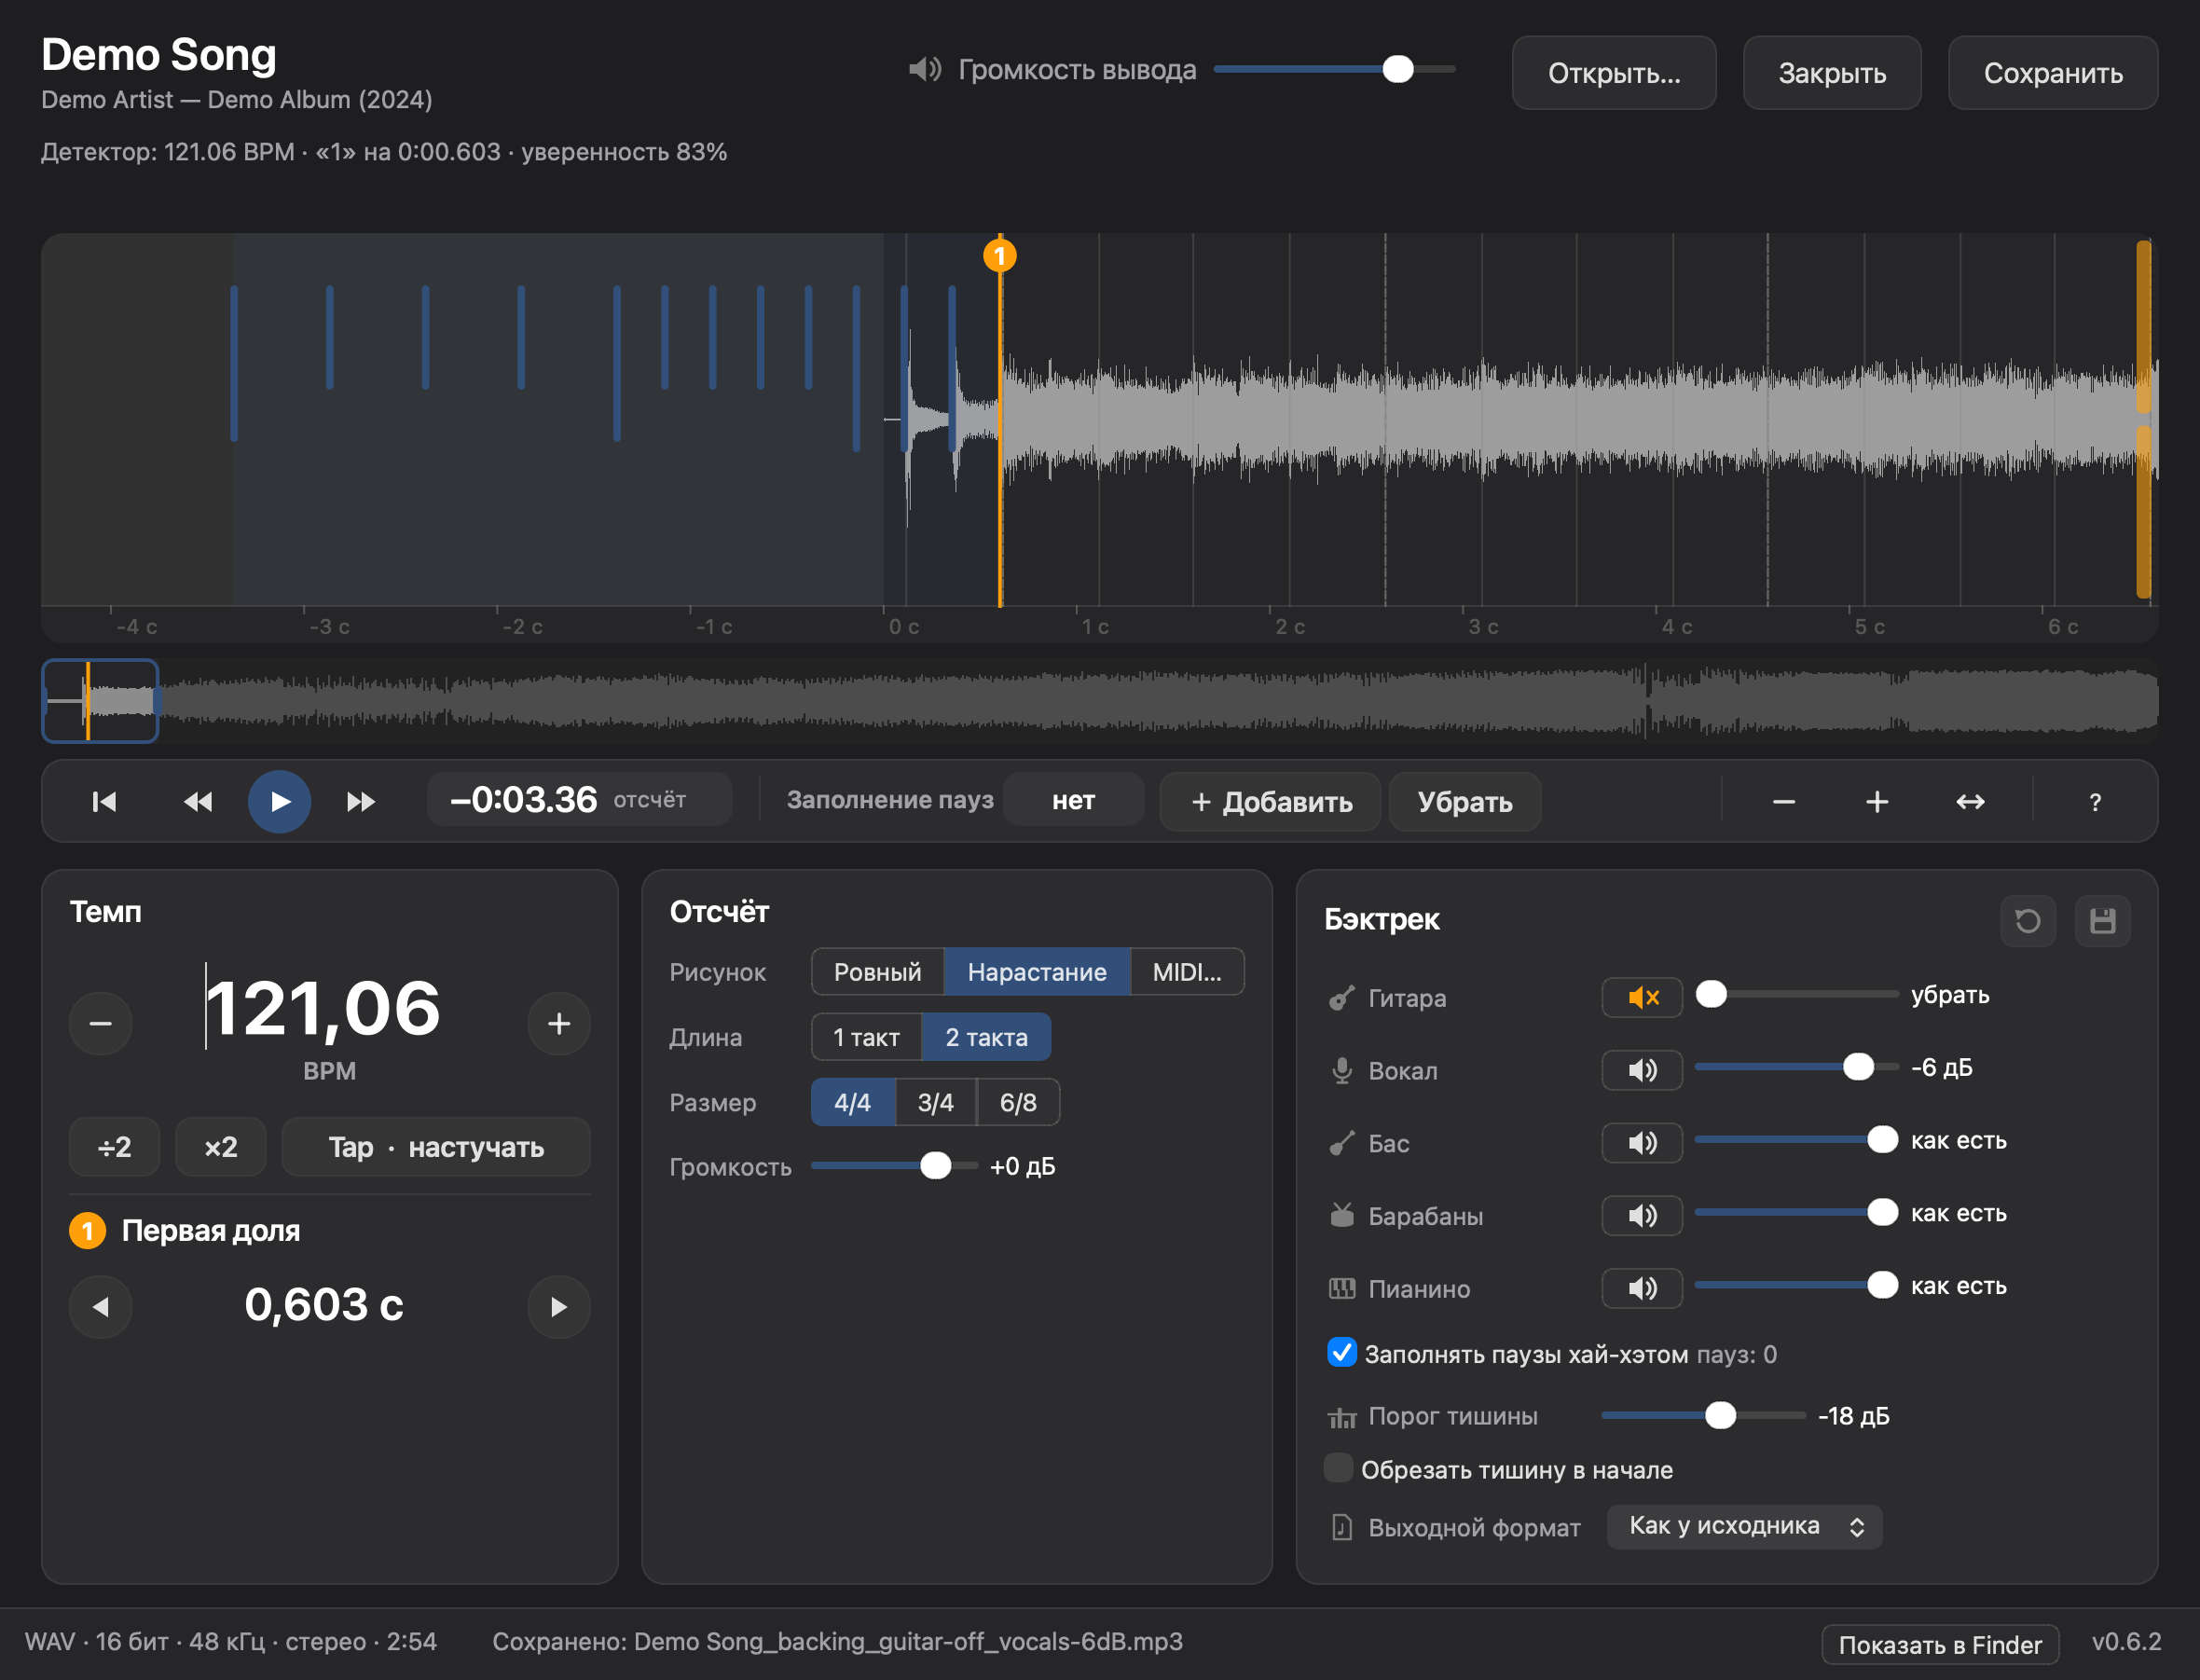 Demo Song
Demo Artist — Demo Album (2024)
Детектор: 121.06 BPM · «1» на 0:00.603 · уверенность 83%
Громкость вывода
Открыть...
Закрыть
Сохранить
1
-4 с
-3 с
-2 с
-1 с
0 с
1 с
2 с
3 с
4 с
5 с
6 с
−0:03.36 отсчёт
Заполнение пауз
нет
+ Добавить
Убрать
− + ↔ ?
Темп
− 121,06 +
BPM
÷2
×2
Tap · настучать
1 Первая доля
0,603 с
Отсчёт
Рисунок Ровный Нарастание MIDI...
Длина 1 такт 2 такта
Размер 4/4 3/4 6/8
Громкость +0 дБ
Бэктрек
Гитара убрать
Вокал -6 дБ
Бас как есть
Барабаны как есть
Пианино как есть
Заполнять паузы хай-хэтом пауз: 0
Порог тишины -18 дБ
Обрезать тишину в начале
Выходной формат Как у исходника
WAV · 16 бит · 48 кГц · стерео · 2:54
Сохранено: Demo Song_backing_guitar-off_vocals-6dB.mp3
Показать в Finder
v0.6.2